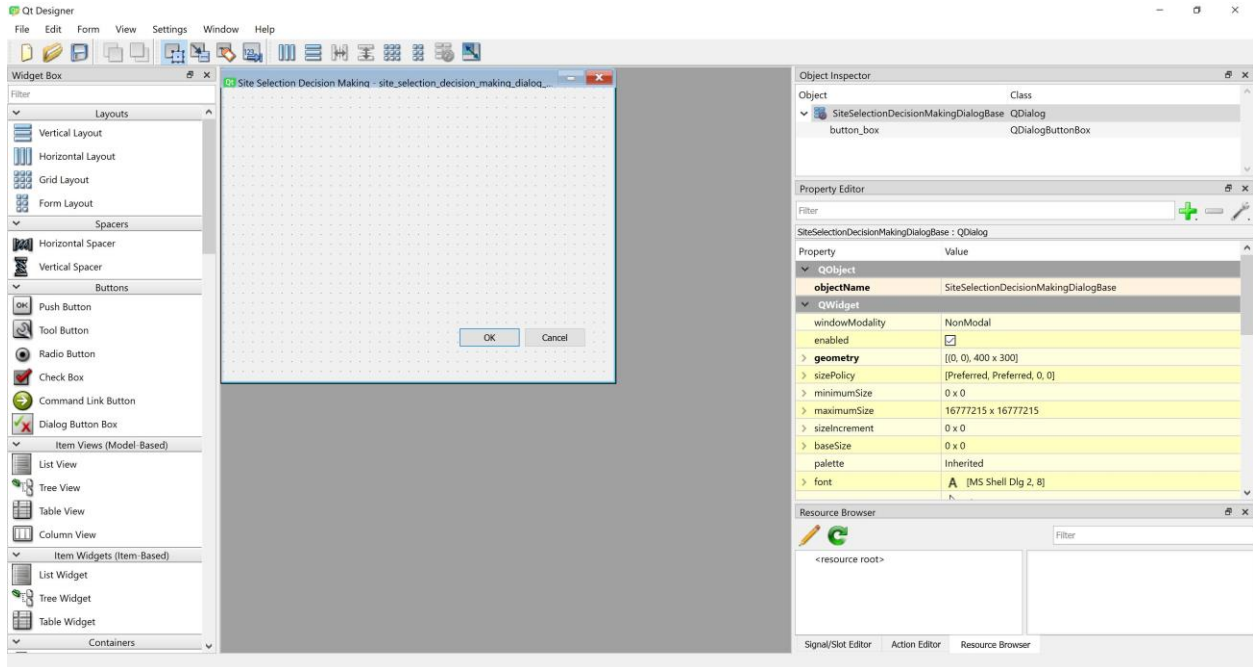 Qt Designer
File Edit Form View Settings Window Help
Widget Box
Filter
Layouts
Vertical Layout
Horizontal Layout
Grid Layout
Form Layout
Spacers
Horizontal Spacer
Vertical Spacer
Buttons
OK Push Button
Tool Button
Radio Button
Check Box
Command Link Button
Dialog Button Box
Item Views (Model-Based)
List View
Tree View
Table View
Column View
Item Widgets (Item-Based)
List Widget
Tree Widget
Table Widget
Containers
Qt Site Selection Decision Making - site_selection_decision_making_dialog_...
OK Cancel
Object Inspector
Object Class
SiteSelectionDecisionMakingDialogBase QDialog
button_box QDialogButtonBox
Property Editor
Filter
SiteSelectionDecisionMakingDialogBase : QDialog
Property Value
QObject
objectName SiteSelectionDecisionMakingDialogBase
QWidget
windowModality NonModal
enabled
geometry [(0, 0), 400 x 300]
sizePolicy [Preferred, Preferred, 0, 0]
minimumSize 0 x 0
maximumSize 16777215 x 16777215
sizeIncrement 0 x 0
baseSize 0 x 0
palette Inherited
font A [MS Shell Dlg 2, 8]
Resource Browser
Filter
<resource root>
Signal/Slot Editor Action Editor Resource Browser